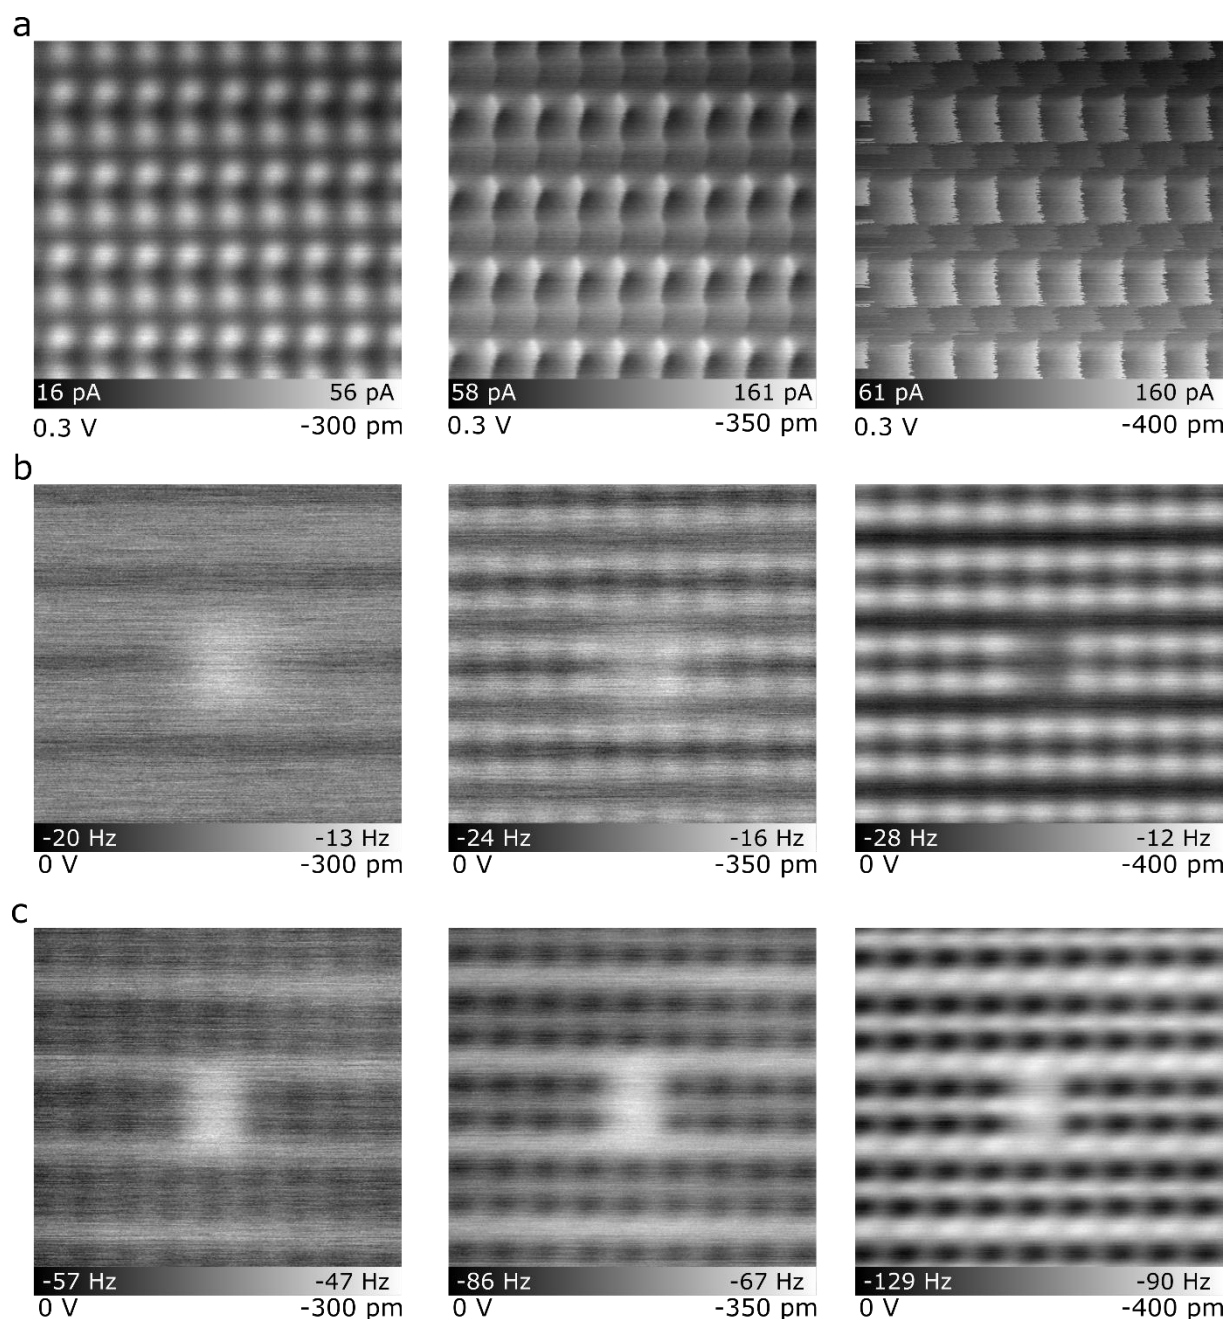 a
16 pA 56 pA 58 pA 161 pA 61 pA 160 pA
0.3 V -300 pm 0.3 V -350 pm 0.3 V -400 pm
b
-20 Hz -13 Hz -24 Hz -16 Hz -28 Hz -12 Hz
0 V -300 pm 0 V -350 pm 0 V -400 pm
c
-57 Hz -47 Hz -86 Hz -67 Hz -129 Hz -90 Hz
0 V -300 pm 0 V -350 pm 0 V -400 pm